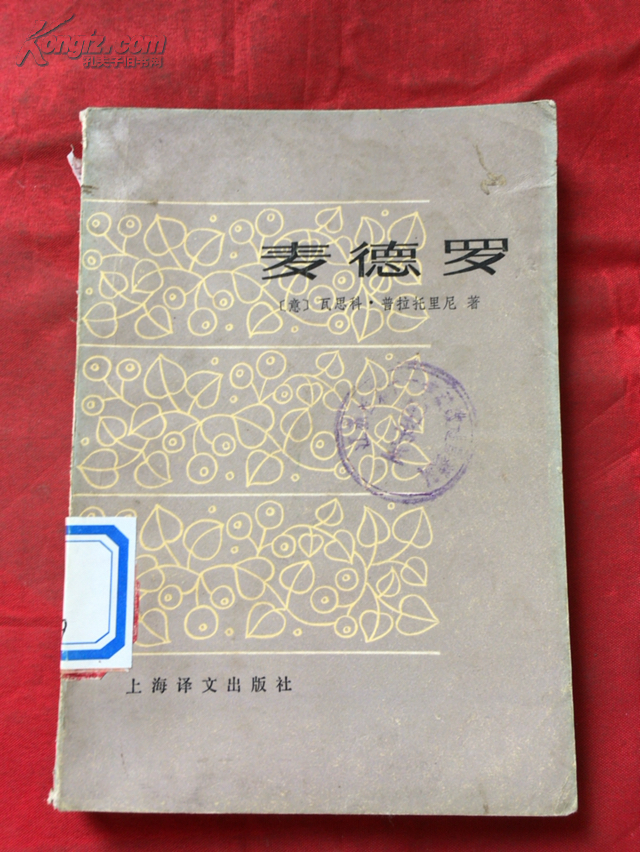 Kongfz.com
孔夫子旧书网
麦德罗
〔意〕瓦思科·普拉托里尼 著
9
上海译文出版社